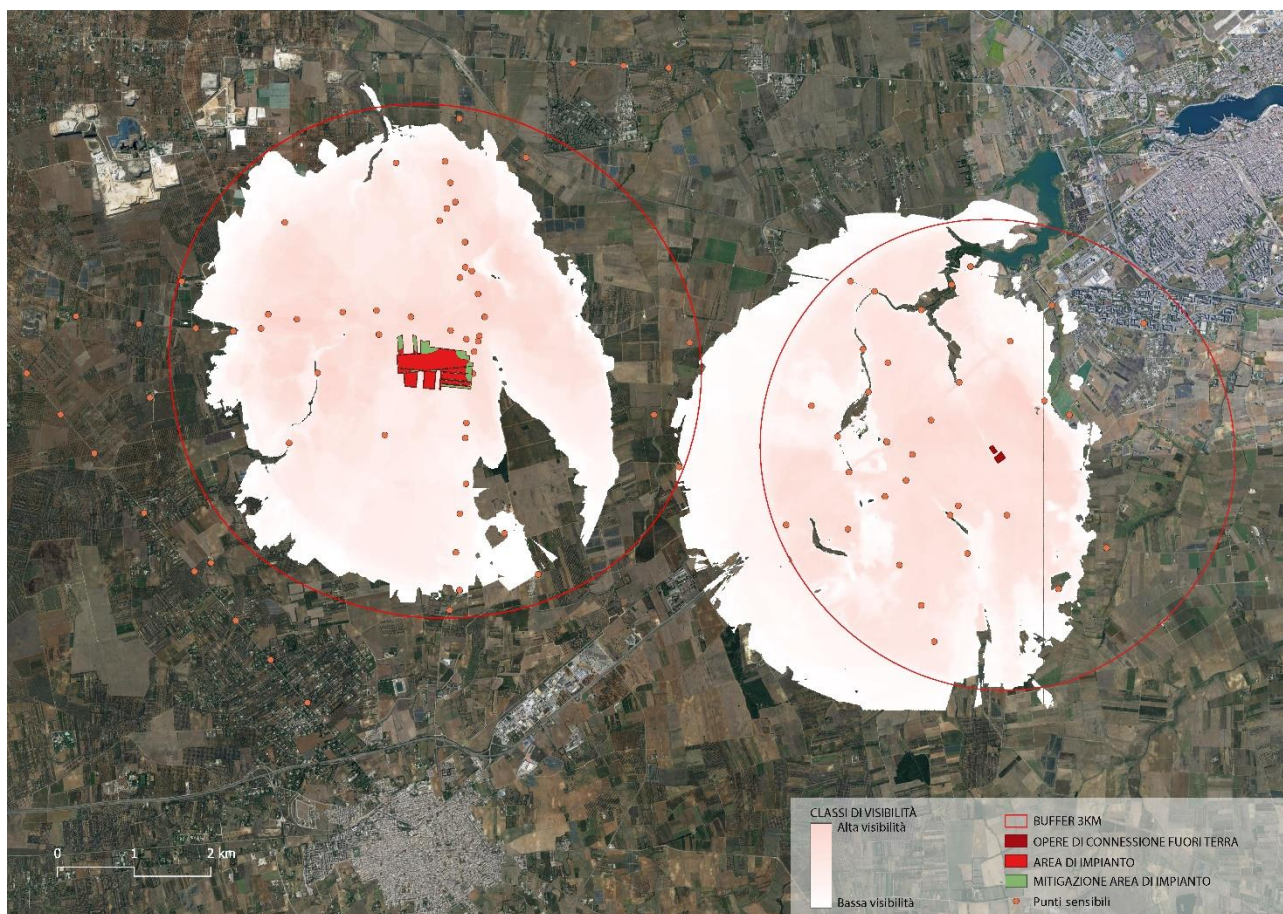 CLASSI DI VISIBILITÀ
Alta visibilità
Bassa visibilità
BUFFER 3KM
OPERE DI CONNESSIONE FUORI TERRA
AREA DI IMPIANTO
MITIGAZIONE AREA DI IMPIANTO
Punti sensibili
0 1 2 km